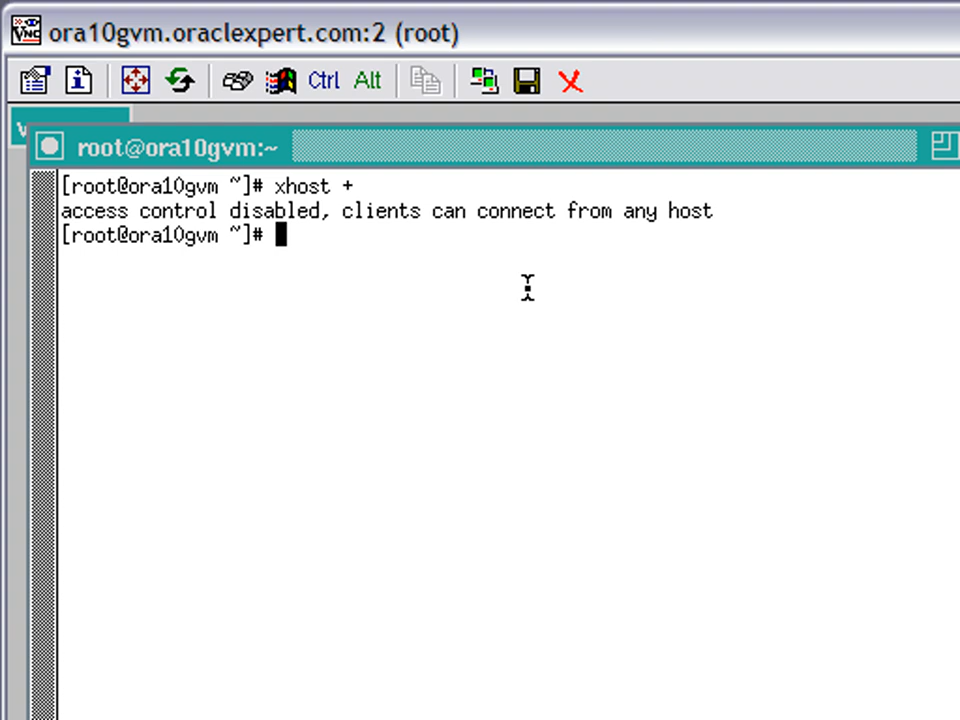 ora10gvm.oraclexpert.com:2 (root)
Ctrl Alt
root@ora10gvm:~
[root@ora10gvm ~]# xhost +
access control disabled, clients can connect from any host
[root@ora10gvm ~]#